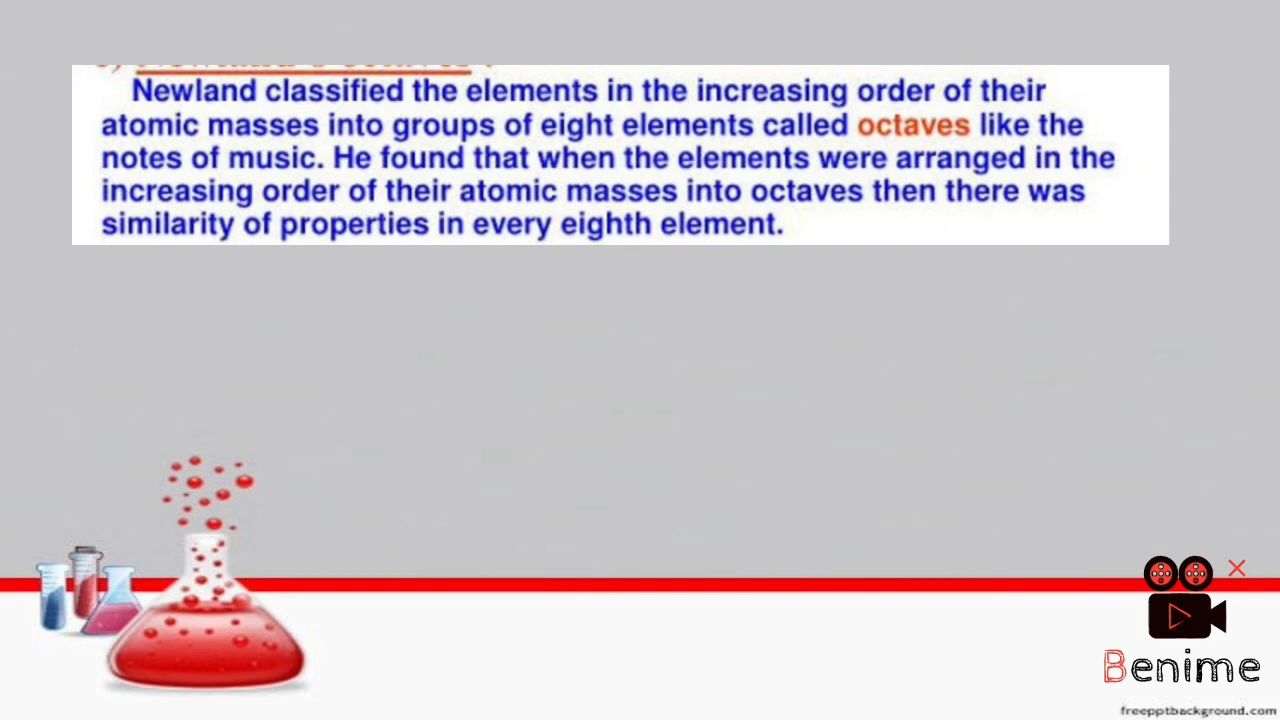 Newland classified the elements in the increasing order of their
atomic masses into groups of eight elements called octaves like the
notes of music. He found that when the elements were arranged in the
increasing order of their atomic masses into octaves then there was
similarity of properties in every eighth element.
Benime
freepptbackground.com